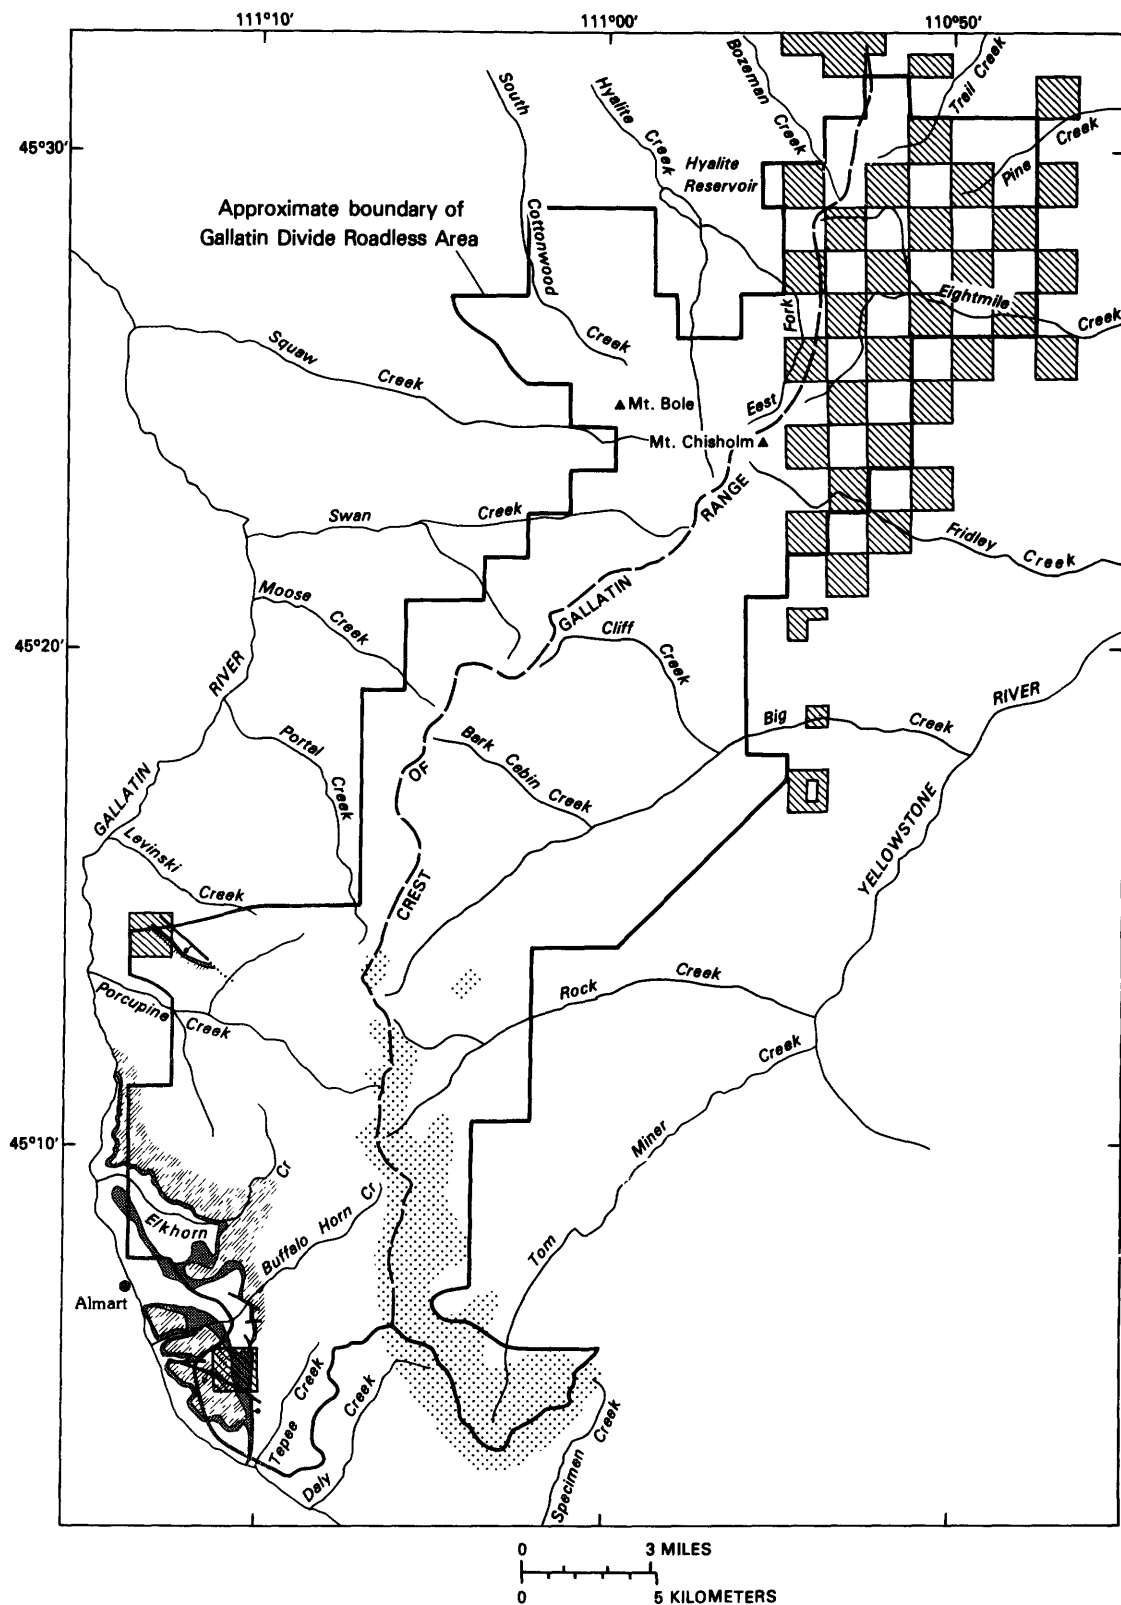 111°10'
111°00'
110°50'
45°30'
45°20'
45°10'
Approximate boundary of
Gallatin Divide Roadless Area
South
Cottonwood
Creek
Hyalite
Creek
Hyalite
Reservoir
Bozeman
Creek
Treil Creek
Pine
Creek
Eightmile
Creek
Fork
Eest
Squaw
Creek
▲Mt. Bole
Mt. Chisholm▲
Swan
Creek
Fridley
Creek
Moose
Creek
CREST
OF
GALLATIN
RANGE
Cliff
Creek
GALLATIN
RIVER
Portal
Creek
Bark
Cebin
Creek
Big
Creek
YELLOWSTONE
RIVER
Levinski
Creek
Porcupine
Creek
Rock
Creek
Tom
Miner
Creek
Elkhorn
Cr
Buffalo Horn Cr
Almart
Tepee
Creek
Daly
Creek
Specimen
Creek
0
3 MILES
0
5 KILOMETERS